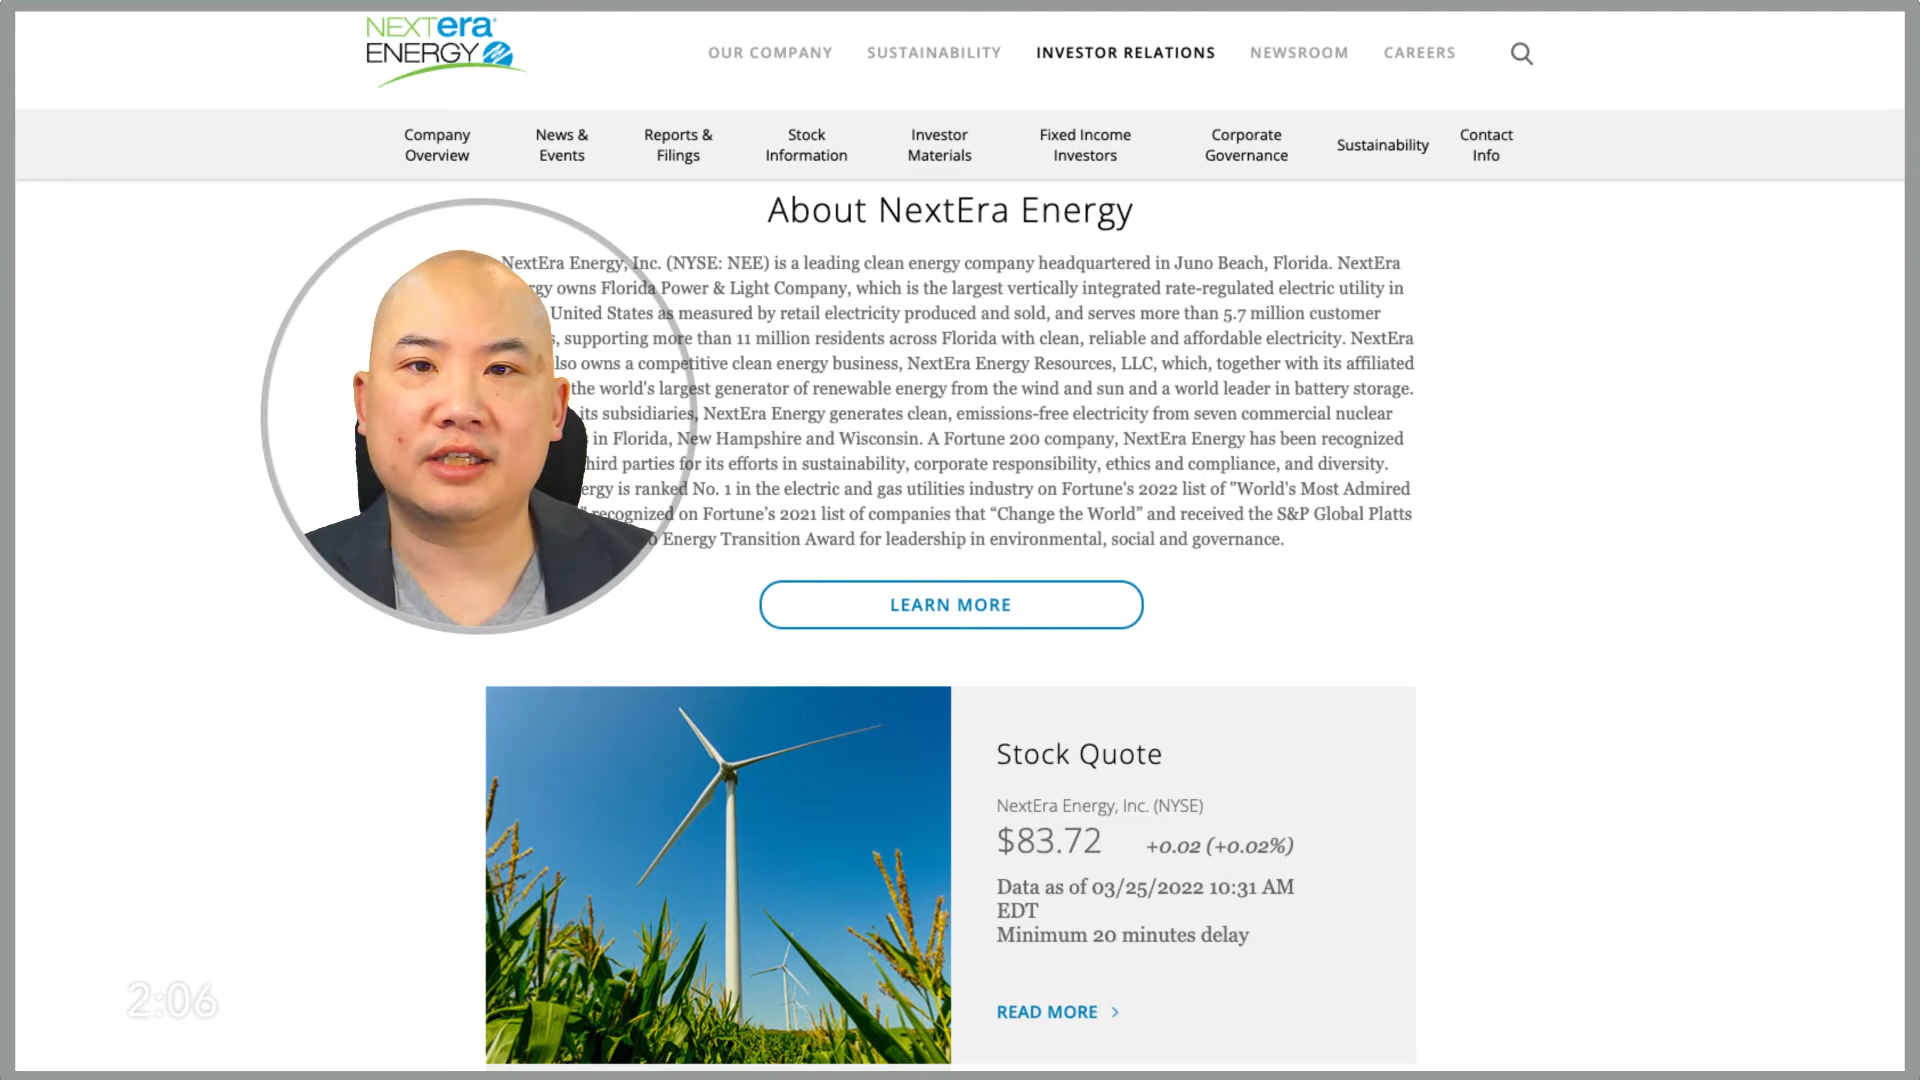 NEXTera
ENERGY
OUR COMPANY SUSTAINABILITY INVESTOR RELATIONS NEWSROOM CAREERS
Company Overview
News & Events
Reports & Filings
Stock Information
Investor Materials
Fixed Income Investors
Corporate Governance
Sustainability
Contact Info
About NextEra Energy
NextEra Energy, Inc. (NYSE: NEE) is a leading clean energy company headquartered in Juno Beach, Florida. NextEra
owns Florida Power & Light Company, which is the largest vertically integrated rate-regulated electric utility in
United States as measured by retail electricity produced and sold, and serves more than 5.7 million customer
supporting more than 11 million residents across Florida with clean, reliable and affordable electricity. NextEra
owns a competitive clean energy business, NextEra Energy Resources, LLC, which, together with its affiliated
the world's largest generator of renewable energy from the wind and sun and a world leader in battery storage.
its subsidiaries, NextEra Energy generates clean, emissions-free electricity from seven commercial nuclear
in Florida, New Hampshire and Wisconsin. A Fortune 200 company, NextEra Energy has been recognized
parties for its efforts in sustainability, corporate responsibility, ethics and compliance, and diversity.
is ranked No. 1 in the electric and gas utilities industry on Fortune's 2022 list of "World's Most Admired
" recognized on Fortune’s 2021 list of companies that “Change the World” and received the S&P Global Platts
Energy Transition Award for leadership in environmental, social and governance.
LEARN MORE
Stock Quote
NextEra Energy, Inc. (NYSE)
$83.72 +0.02 (+0.02%)
Data as of 03/25/2022 10:31 AM
EDT
Minimum 20 minutes delay
READ MORE >
2:06